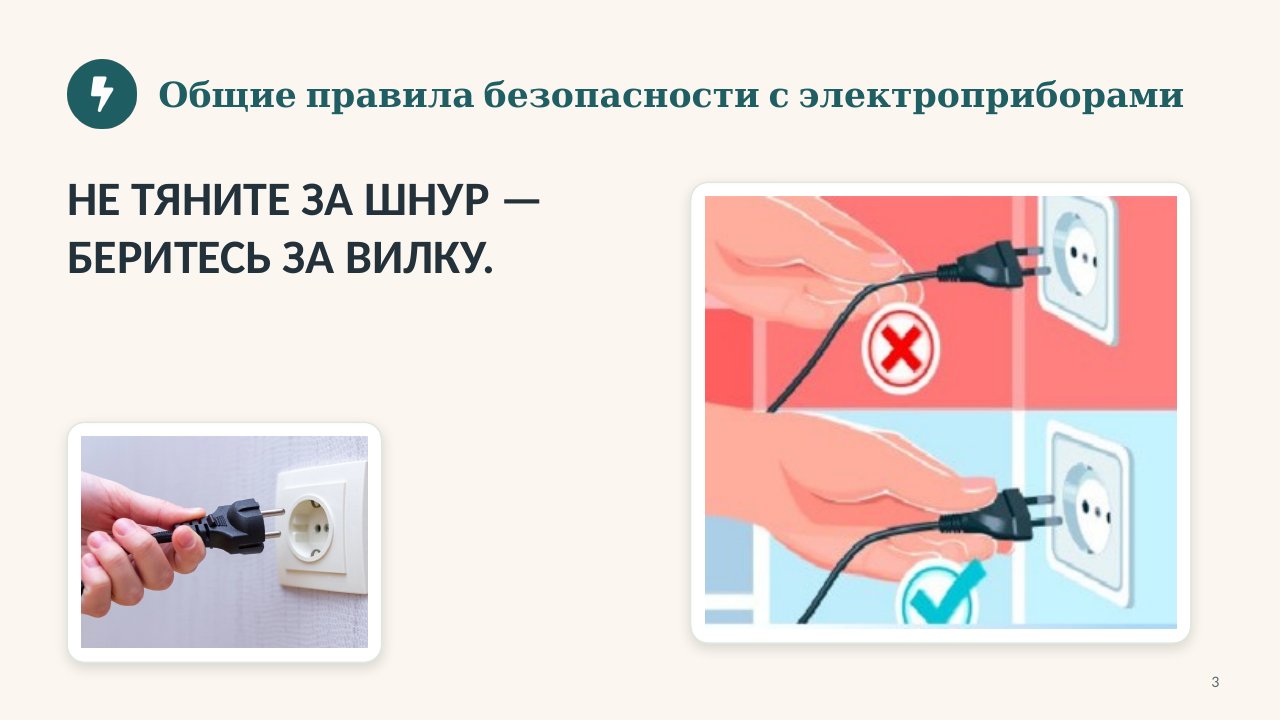 Общие правила безопасности с электроприборами
НЕ ТЯНИТЕ ЗА ШНУР —
БЕРИТЕСЬ ЗА ВИЛКУ.
3